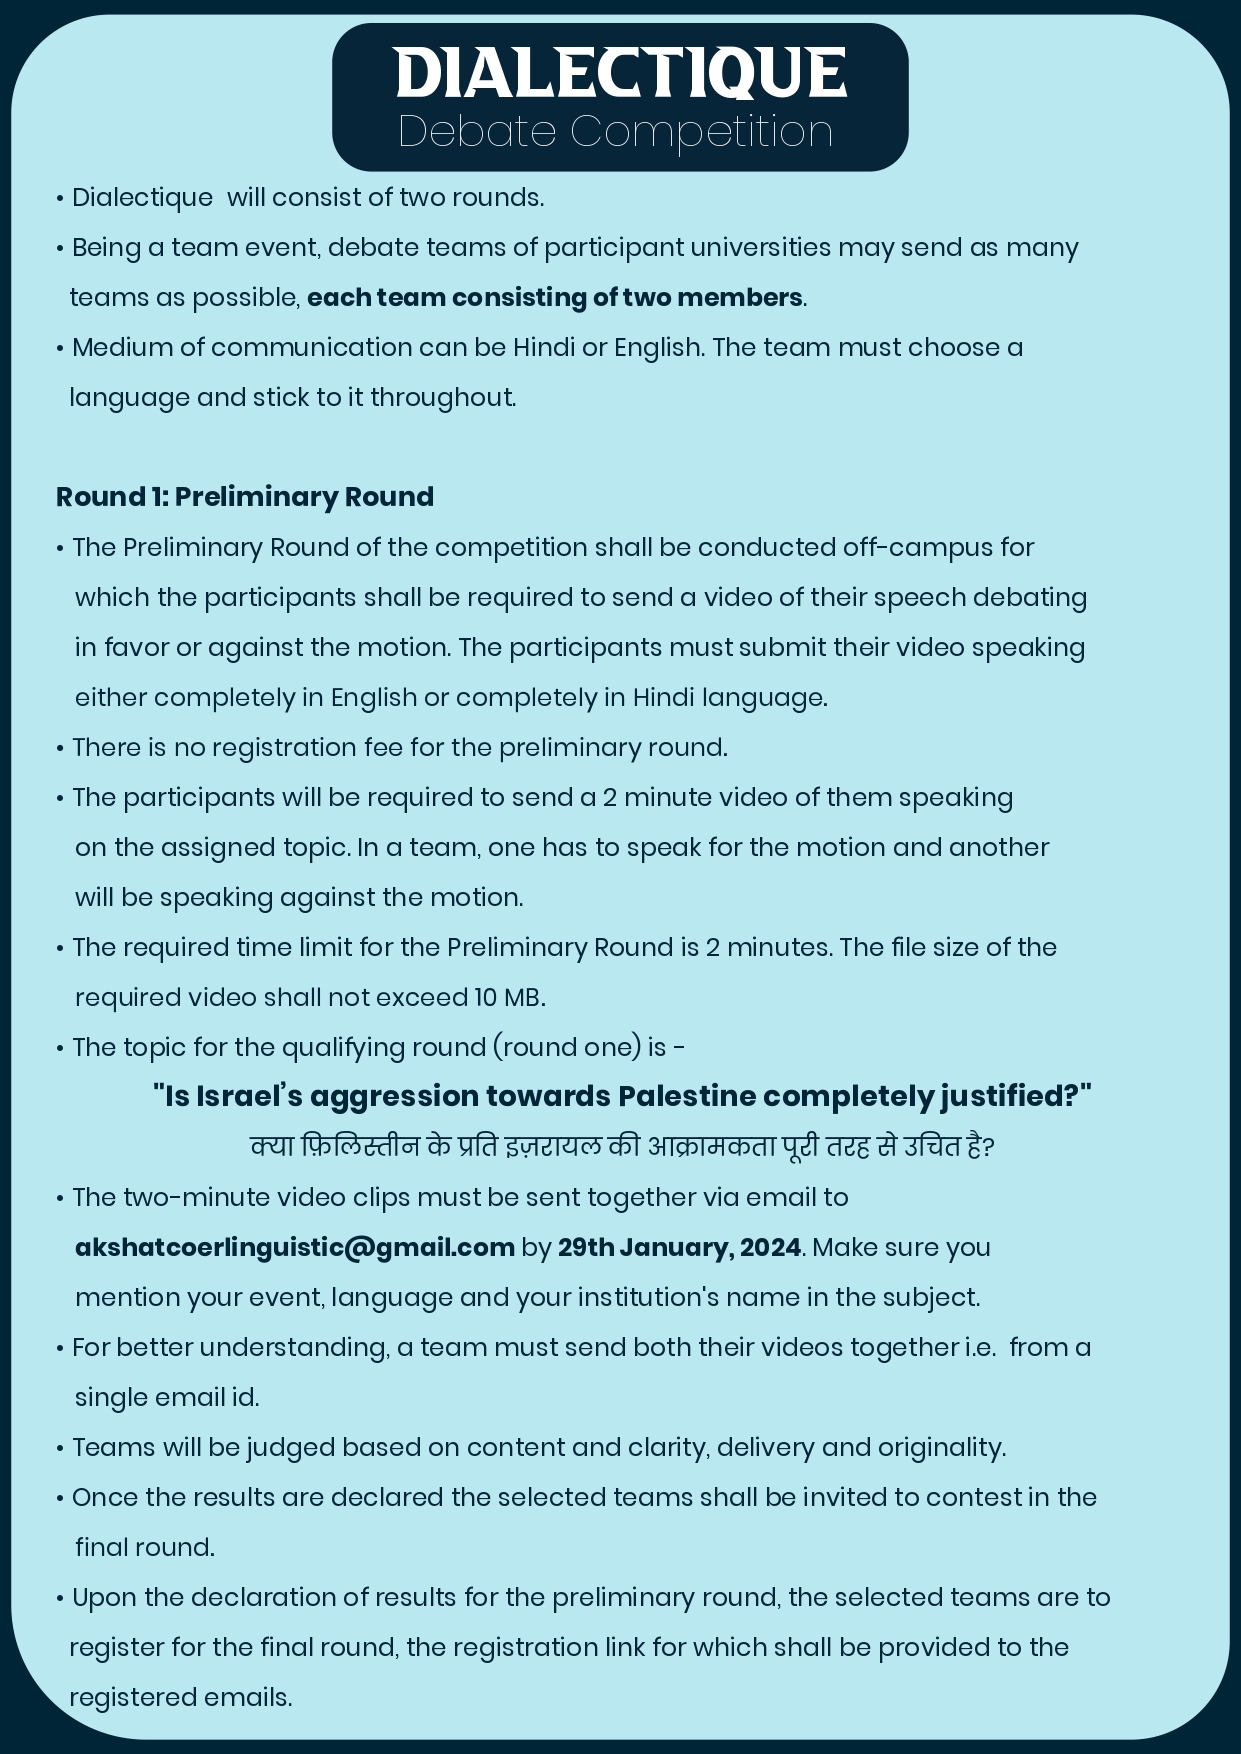 DIALECTIQUE
Debate Competition
• Dialectique will consist of two rounds.
• Being a team event, debate teams of participant universities may send as many
teams as possible, each team consisting of two members.
• Medium of communication can be Hindi or English. The team must choose a
language and stick to it throughout.
Round 1: Preliminary Round
• The Preliminary Round of the competition shall be conducted off-campus for
which the participants shall be required to send a video of their speech debating
in favor or against the motion. The participants must submit their video speaking
either completely in English or completely in Hindi language.
• There is no registration fee for the preliminary round.
• The participants will be required to send a 2 minute video of them speaking
on the assigned topic. In a team, one has to speak for the motion and another
will be speaking against the motion.
• The required time limit for the Preliminary Round is 2 minutes. The file size of the
required video shall not exceed 10 MB.
• The topic for the qualifying round (round one) is -
"Is Israel’s aggression towards Palestine completely justified?"
क्या फ़िलिस्तीन के प्रति इज़रायल की आक्रामकता पूरी तरह से उचित है?
• The two-minute video clips must be sent together via email to
akshatcoerlinguistic@gmail.com by 29th January, 2024. Make sure you
mention your event, language and your institution's name in the subject.
• For better understanding, a team must send both their videos together i.e. from a
single email id.
• Teams will be judged based on content and clarity, delivery and originality.
• Once the results are declared the selected teams shall be invited to contest in the
final round.
• Upon the declaration of results for the preliminary round, the selected teams are to
register for the final round, the registration link for which shall be provided to the
registered emails.